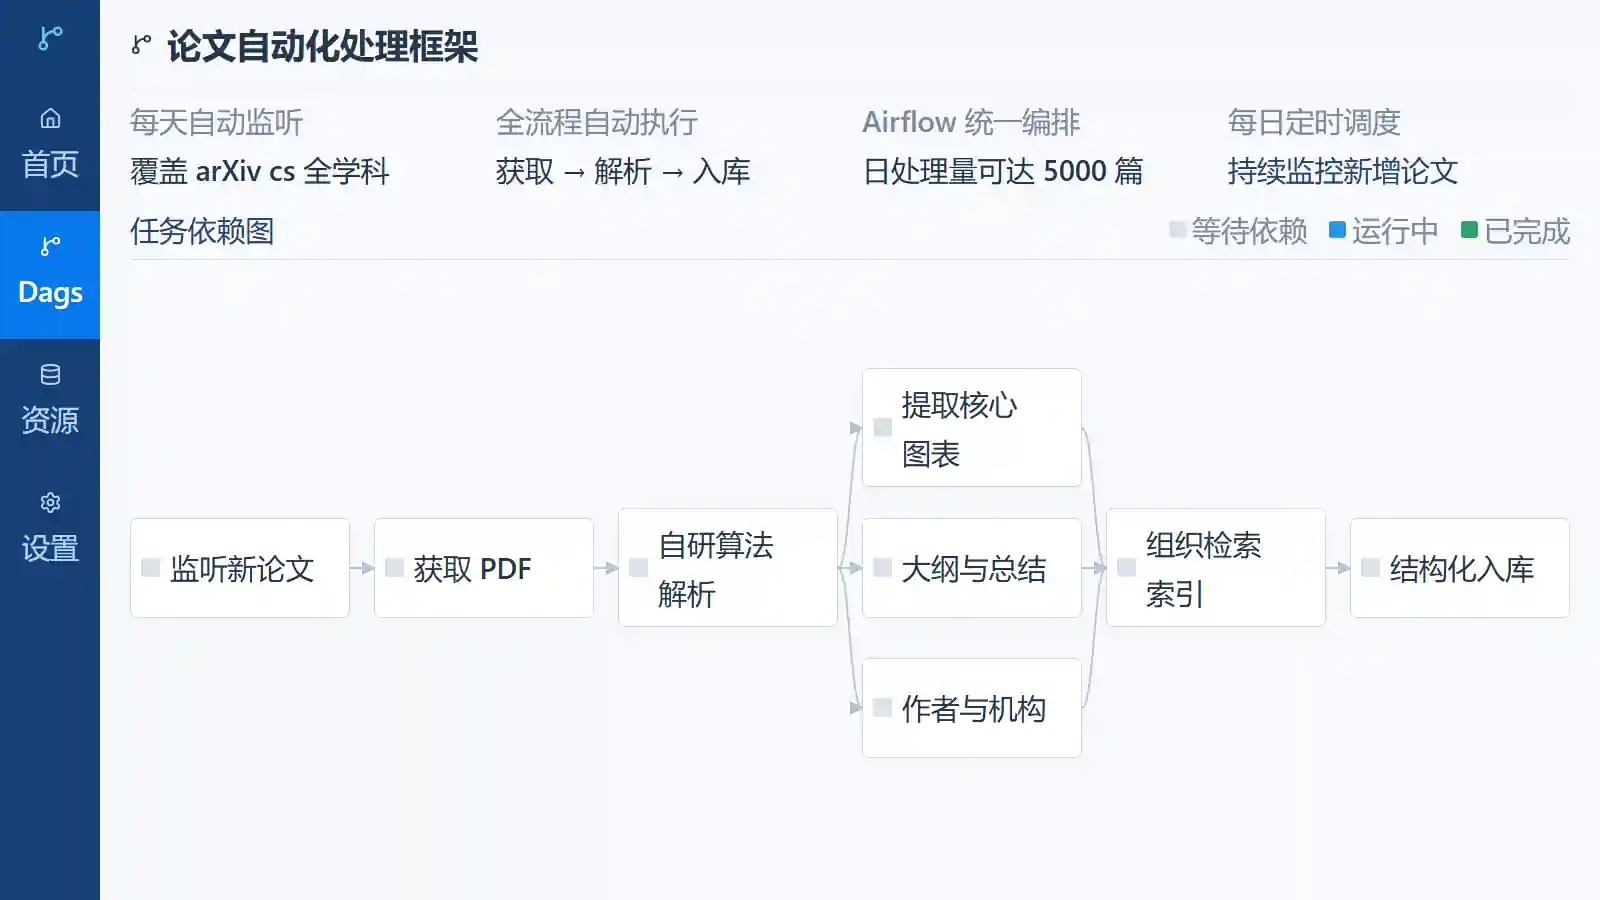 首页
Dags
资源
设置
论文自动化处理框架
每天自动监听
覆盖 arXiv cs 全学科
全流程自动执行
获取 → 解析 → 入库
Airflow 统一编排
日处理量可达 5000 篇
每日定时调度
持续监控新增论文
任务依赖图
等待依赖
运行中
已完成
监听新论文
获取 PDF
自研算法
解析
提取核心
图表
大纲与总结
作者与机构
组织检索
索引
结构化入库